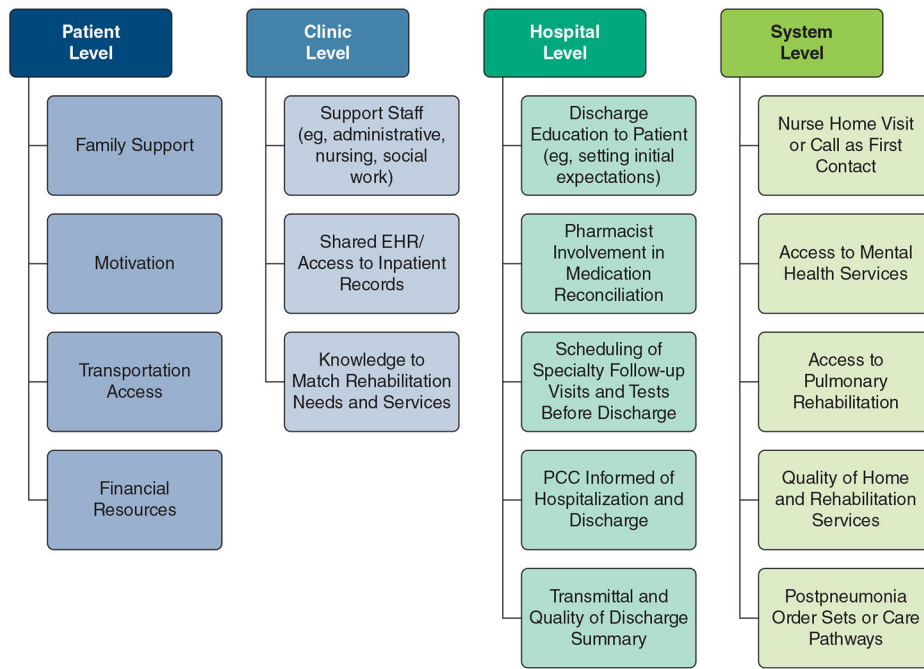 Patient
Level
Family Support
Motivation
Transportation
Access
Financial
Resources
Clinic
Level
Support Staff
(eg, administrative,
nursing, social
work)
Shared EHR/
Access to Inpatient
Records
Knowledge to
Match Rehabilitation
Needs and Services
Hospital
Level
Discharge
Education to Patient
(eg, setting initial
expectations)
Pharmacist
Involvement in
Medication
Reconciliation
Scheduling of
Specialty Follow-up
Visits and Tests
Before Discharge
PCC Informed of
Hospitalization and
Discharge
Transmittal and
Quality of Discharge
Summary
System
Level
Nurse Home Visit
or Call as First
Contact
Access to Mental
Health Services
Access to
Pulmonary
Rehabilitation
Quality of Home
and Rehabilitation
Services
Postpneumonia
Order Sets or Care
Pathways